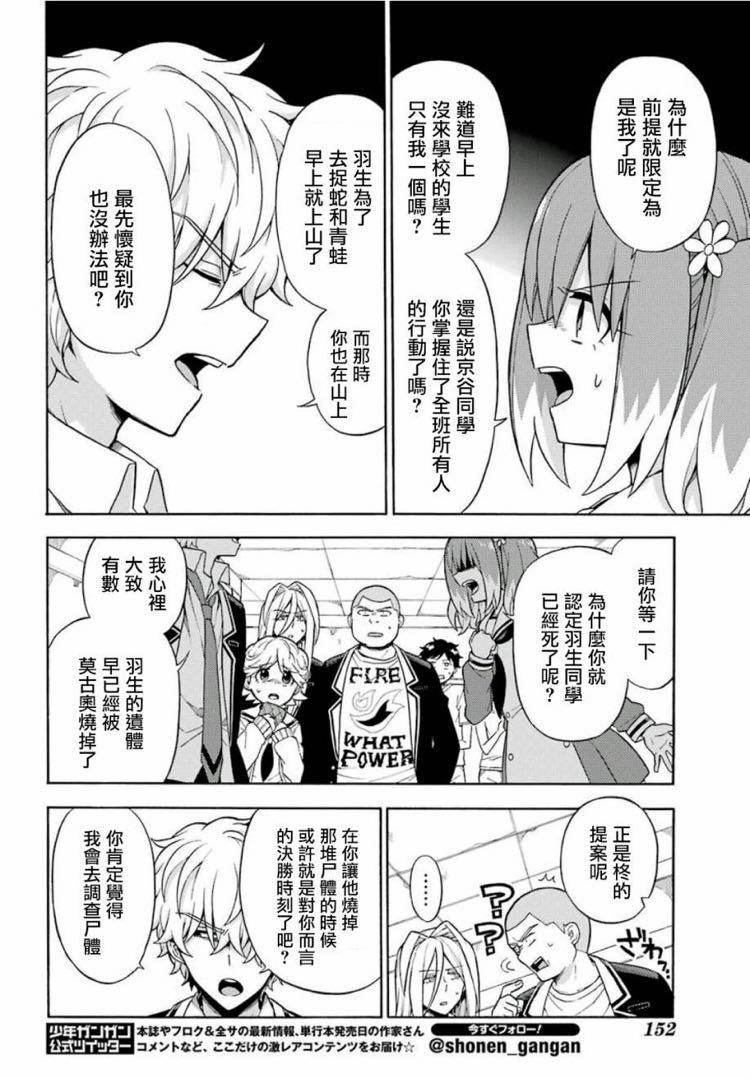 為什麼
前提就限定為
是我了呢
難道早上
沒來學校的學生
只有我一個嗎？
還是説京谷同學
你掌握住了全班所有人
的行動了嗎？
羽生為了
去捉蛇和青蛙
早上就上山了
而那時
你也在山上
最先懷疑到你
也沒辦法吧？
請你等一下
為什麼你就
認定羽生同學
已經死了呢？
FIRE
WHAT
POWER
我心裡
大致
有數
羽生的遺體
早已經被
莫古奧燒掉了
正是柊的
提案呢
？？
ざわっ
……
在你讓他燒掉
那堆尸體的時候
或許就是對你而言
的決勝時刻了吧？
你肯定覺得
我會去調查尸體
152
少年ガンガン
公式ツイッター
本誌やフロク＆全サの最新情報、単行本発売日の作家さん
コメントなど、ここだけの激レアコンテンツをお届け☆
今すぐフォロー！
@shonen_gangan